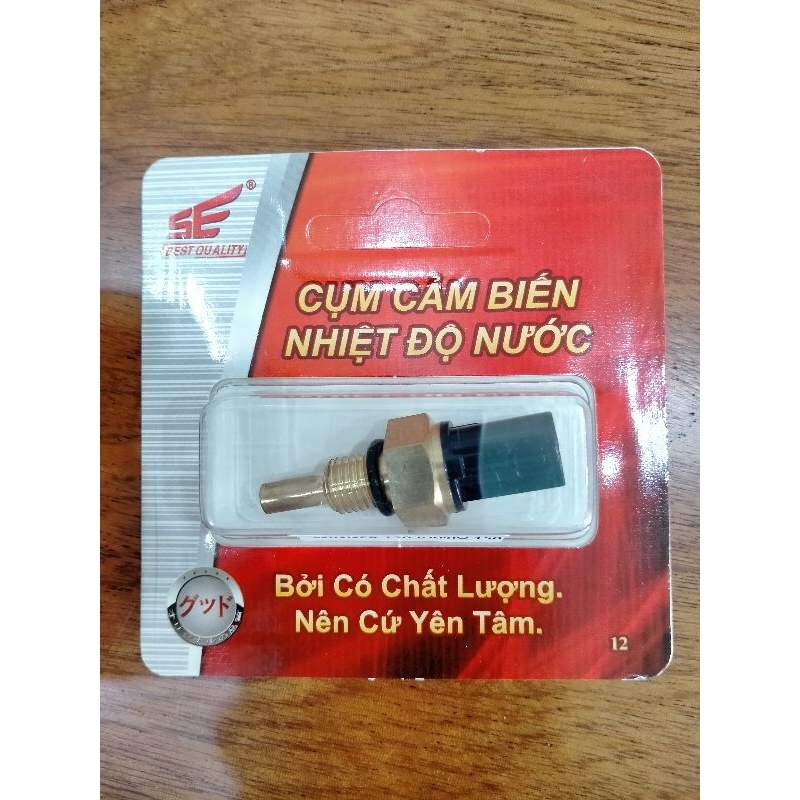 SE®
BEST QUALITY
CỤM CẢM BIẾN
NHIỆT ĐỘ NƯỚC
Bởi Có Chất Lượng.
Nên Cứ Yên Tâm.
グッド
12